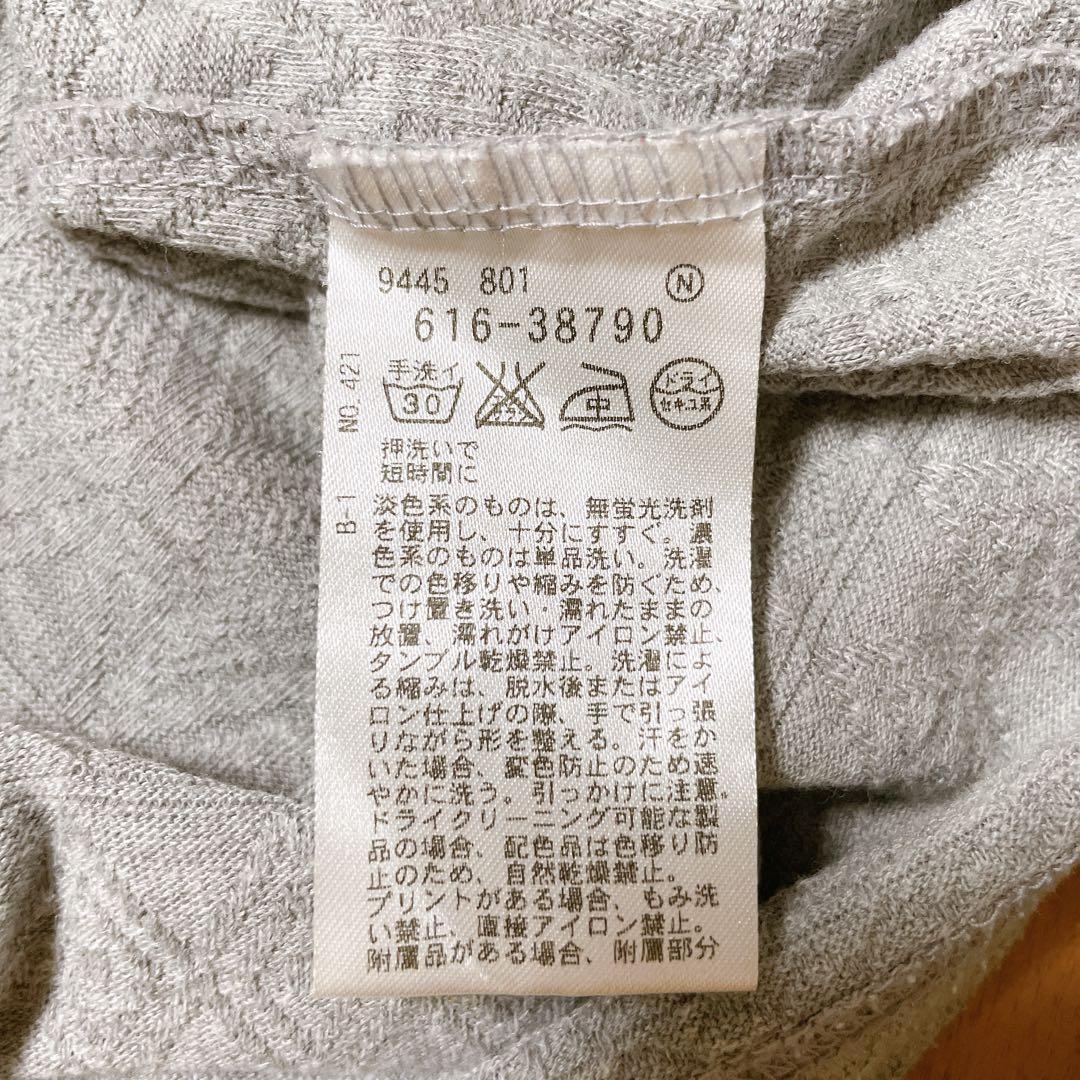 9445 801
N
616-38790
手洗イ
30
エンソ
サラシ
中
ドライ
セキユ系
押洗いで
短時間に
NO. 421
B-1
淡色系のものは、無蛍光洗剤
を使用し、十分にすすぐ。濃
色系のものは単品洗い。洗濯
での色移りや縮みを防ぐため、
つけ置き洗い・濡れたままの
放置、濡れがけアイロン禁止、
タンブル乾燥禁止。洗濯によ
る縮みは、脱水後またはアイ
ロン仕上げの際、手で引っ張
りながら形を整える。汗をか
いた場合、変色防止のため速
やかに洗う。引っかけに注意。
ドライクリーニング可能な製
品の場合、配色品は色移り防
止のため、自然乾燥禁止。
プリントがある場合、もみ洗
い禁止、直接アイロン禁止。
附属品がある場合、附属部分